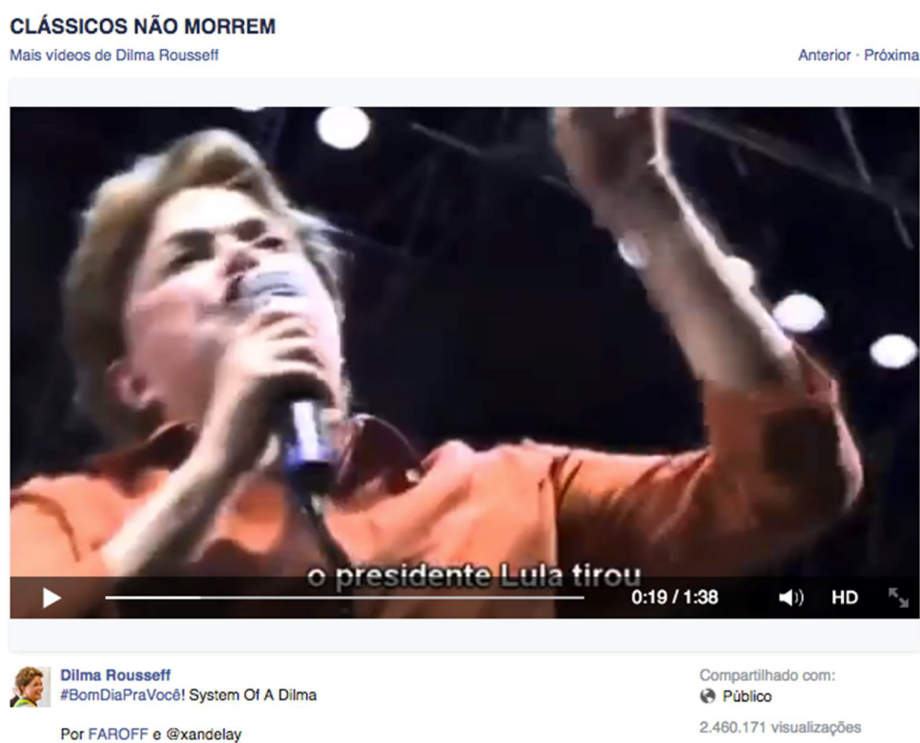 CLÁSSICOS NÃO MORREM
Mais vídeos de Dilma Rousseff
Anterior · Próxima
o presidente Lula tirou
0:19 / 1:38
HD
Dilma Rousseff
#BomDiaPraVocê! System Of A Dilma
Por FAROFF e @xandelay
Compartilhado com:
Público
2.460.171 visualizações